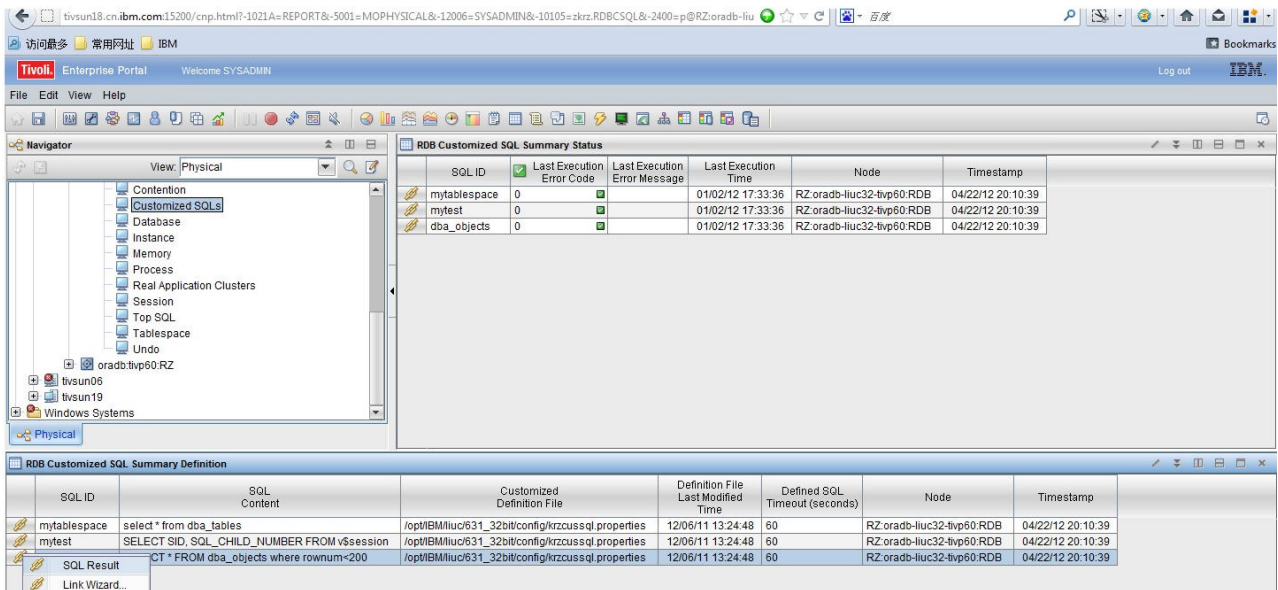 tivsun18.cn.ibm.com:15200/cnp.html?-1021A=REPORT&-5001=MOPHYSICAL&-12006=SYSADMIN&-10105=zkrz.RDBCSQL&-2400=p@RZ:oradb-liu 百度
访问最多 常用网址 IBM Bookmarks
Tivoli. Enterprise Portal Welcome SYSADMIN Log out IBM.
File Edit View Help
Navigator
View: Physical
Contention
Customized SQLs
Database
Instance
Memory
Process
Real Application Clusters
Session
Top SQL
Tablespace
Undo
oradb:tivp60:RZ
tivsun06
tivsun19
Windows Systems
Physical
RDB Customized SQL Summary Status
SQL ID Last Execution Error Code Last Execution Error Message Last Execution Time Node Timestamp
mytablespace 0 01/02/12 17:33:36 RZ:oradb-liuc32-tivp60:RDB 04/22/12 20:10:39
mytest 0 01/02/12 17:33:36 RZ:oradb-liuc32-tivp60:RDB 04/22/12 20:10:39
dba_objects 0 01/02/12 17:33:36 RZ:oradb-liuc32-tivp60:RDB 04/22/12 20:10:39
RDB Customized SQL Summary Definition
SQL ID SQL Content Customized Definition File Definition File Last Modified Time Defined SQL Timeout (seconds) Node Timestamp
mytablespace select * from dba_tables /opt/IBM/liuc/631_32bit/config/krzcussql.properties 12/06/11 13:24:48 60 RZ:oradb-liuc32-tivp60:RDB 04/22/12 20:10:39
mytest SELECT SID, SQL_CHILD_NUMBER FROM v$session /opt/IBM/liuc/631_32bit/config/krzcussql.properties 12/06/11 13:24:48 60 RZ:oradb-liuc32-tivp60:RDB 04/22/12 20:10:39
CT * FROM dba_objects where rownum<200 /opt/IBM/liuc/631_32bit/config/krzcussql.properties 12/06/11 13:24:48 60 RZ:oradb-liuc32-tivp60:RDB 04/22/12 20:10:39
SQL Result
Link Wizard...